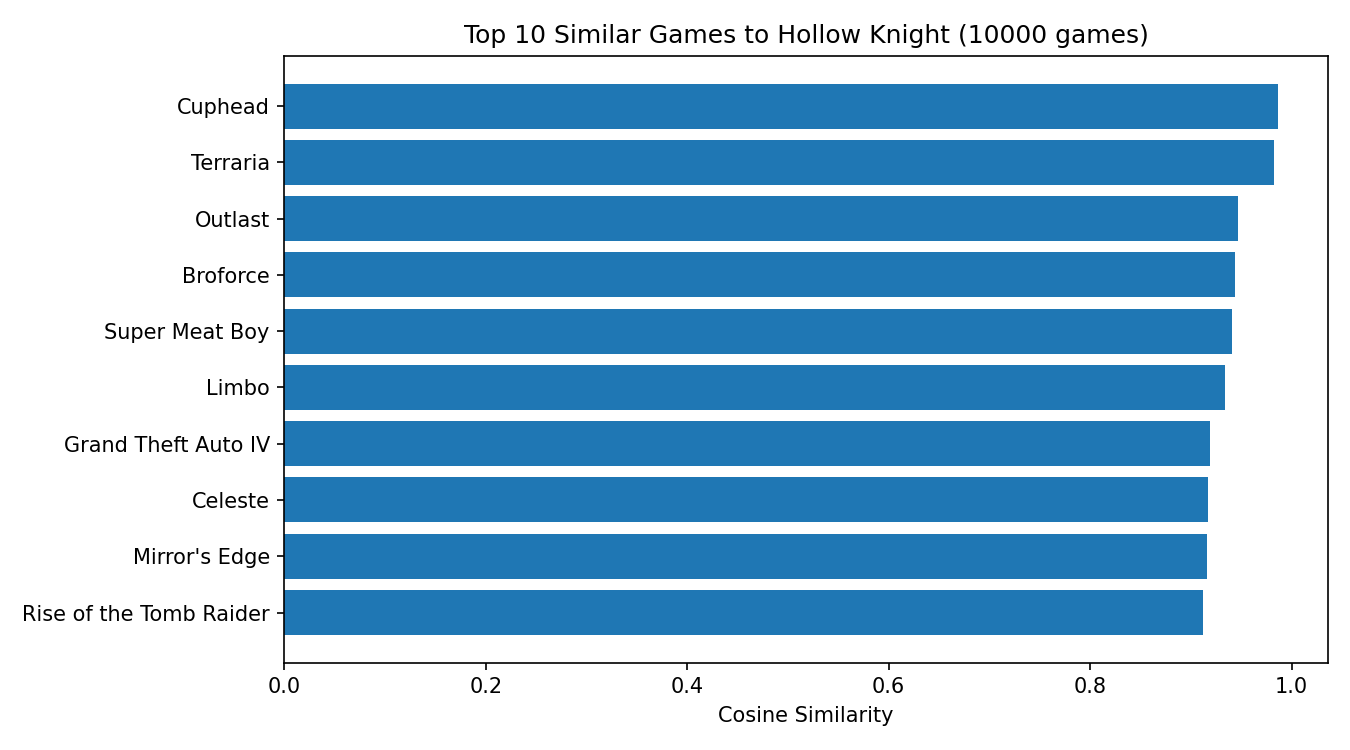 Top 10 Similar Games to Hollow Knight (10000 games)
Cuphead
Terraria
Outlast
Broforce
Super Meat Boy
Limbo
Grand Theft Auto IV
Celeste
Mirror's Edge
Rise of the Tomb Raider
0.0 0.2 0.4 0.6 0.8 1.0
Cosine Similarity